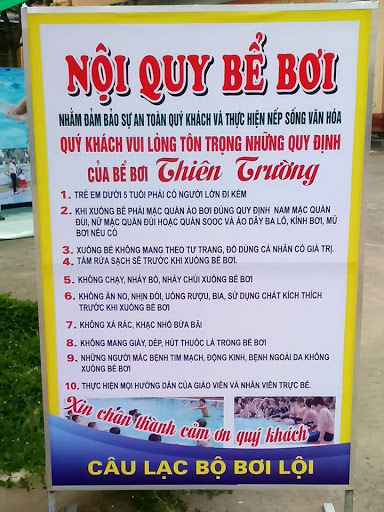 NỘI QUY BỂ BƠI
NHẰM ĐẢM BẢO SỰ AN TOÀN QUÝ KHÁCH VÀ THỰC HIỆN NẾP SỐNG VĂN HÓA
QUÝ KHÁCH VUI LÒNG TÔN TRỌNG NHỮNG QUY ĐỊNH
CỦA BỂ BƠI Thiên Trường
1. TRẺ EM DƯỚI 5 TUỔI PHẢI CÓ NGƯỜI LỚN ĐI KÈM
2. KHI XUỐNG BỂ PHẢI MẶC QUẦN ÁO BƠI ĐÚNG QUY ĐỊNH NAM MẶC QUẦN
ĐÙI, NỮ MẶC QUẦN ĐÙI HOẶC QUẦN SOOC VÀ ÁO DÂY BA LỖ, KÍNH BƠI, MŨ
BƠI NẾU CÓ
3. XUỐNG BỂ KHÔNG MANG THEO TƯ TRANG, ĐỒ DÙNG CÁ NHÂN CÓ GIÁ TRỊ.
4. TẮM RỬA SẠCH SẼ TRƯỚC KHI XUỐNG BỂ BƠI.
5. KHÔNG CHẠY, NHẢY BỔ, NHẢY CHÚI XUỐNG BỂ BƠI
6. KHÔNG ĂN NO, NHỊN ĐÓI, UỐNG RƯỢU, BIA, SỬ DỤNG CHẤT KÍCH THÍCH
TRƯỚC KHI XUỐNG BỂ BƠI.
7. KHÔNG XẢ RÁC, KHẠC NHỔ BỪA BÃI
8. KHÔNG MANG GIÀY, DÉP, HÚT THUỐC LÁ TRONG BỂ BƠI
9. NHỮNG NGƯỜI MẮC BỆNH TIM MẠCH, ĐỘNG KINH, BỆNH NGOÀI DA KHÔNG
XUỐNG BỂ BƠI
10. THỰC HIỆN MỌI HƯỚNG DẪN CỦA GIÁO VIÊN VÀ NHÂN VIÊN TRỰC BỂ.
Xin chân thành cảm ơn quý khách
CÂU LẠC BỘ BƠI LỘI